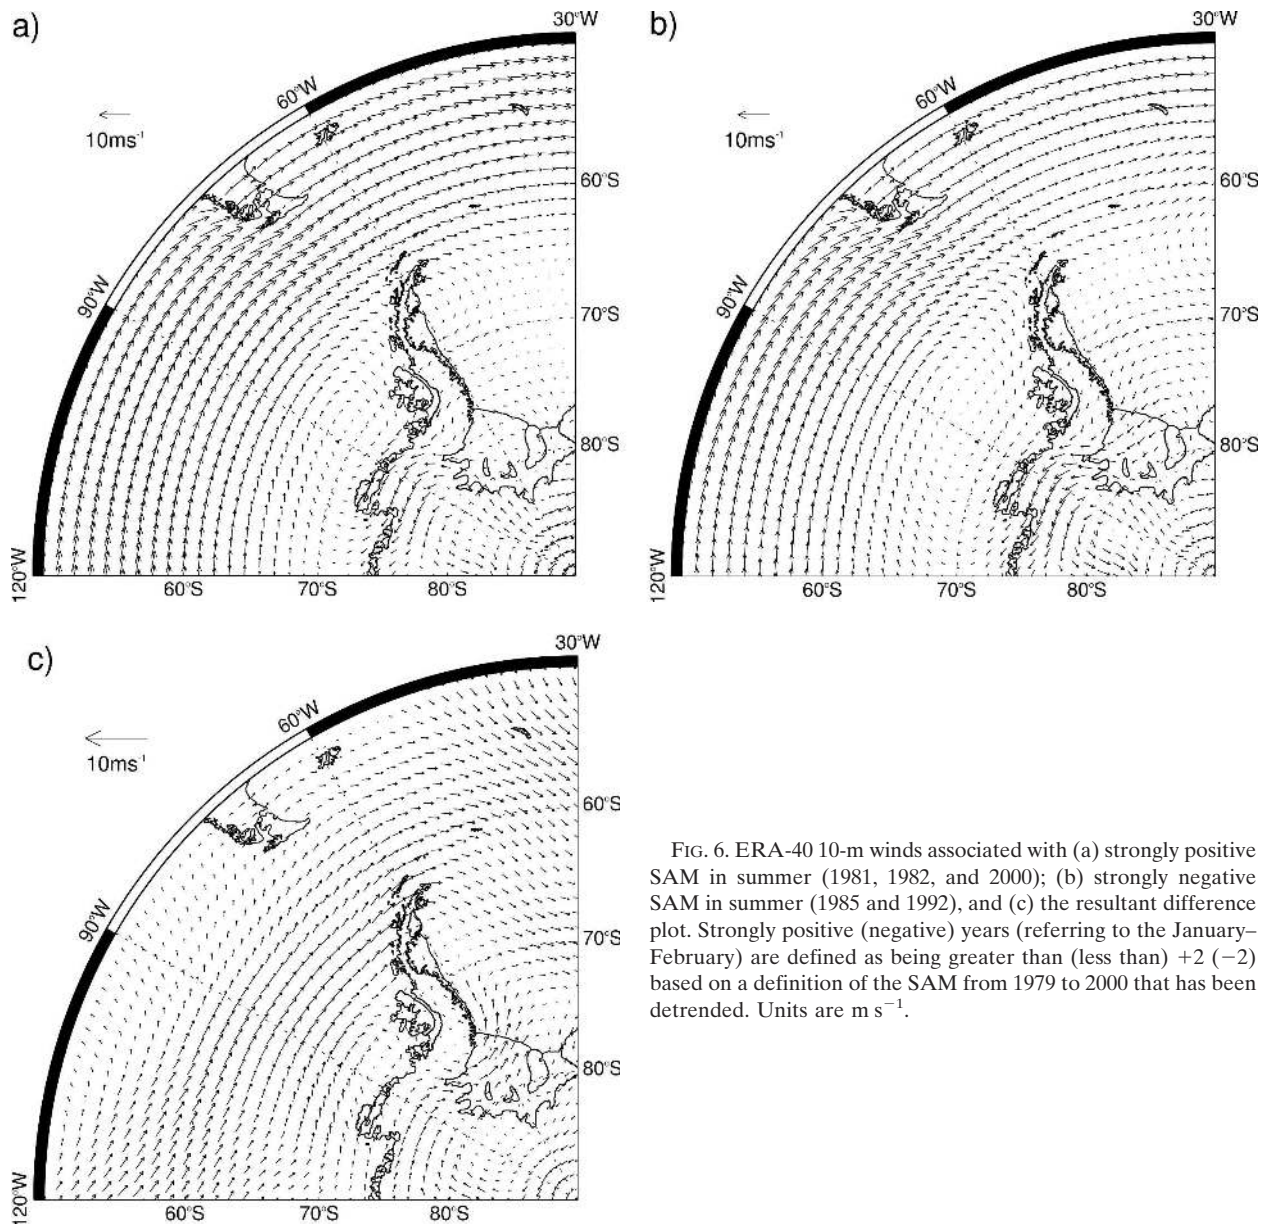 a)
30°W
60°W
10ms⁻¹
90°W
60°S
70°S
80°S
120°W
60°S
70°S
80°S
b)
30°W
60°W
10ms⁻¹
90°W
60°S
70°S
80°S
120°W
60°S
70°S
80°S
c)
30°W
60°W
10ms⁻¹
90°W
60°S
70°S
80°S
120°W
60°S
70°S
80°S
FIG. 6. ERA-40 10-m winds associated with (a) strongly positive
SAM in summer (1981, 1982, and 2000); (b) strongly negative
SAM in summer (1985 and 1992), and (c) the resultant difference
plot. Strongly positive (negative) years (referring to the January–
February) are defined as being greater than (less than) +2 (−2)
based on a definition of the SAM from 1979 to 2000 that has been
detrended. Units are m s⁻¹.